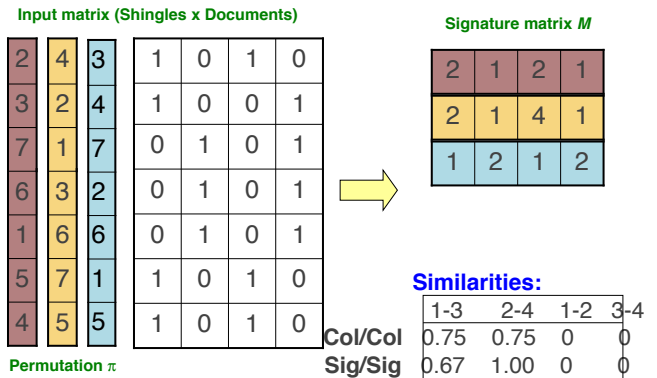 Input matrix (Shingles x Documents)
Signature matrix M
2 4 3 1 0 1 0
3 2 4 1 0 0 1
7 1 7 0 1 0 1
6 3 2 0 1 0 1
1 6 6 0 1 0 1
5 7 1 1 0 1 0
4 5 5 1 0 1 0
2 1 2 1
2 1 4 1
1 2 1 2
Permutation π
Similarities:
1-3 2-4 1-2 3-4
Col/Col 0.75 0.75 0 0
Sig/Sig 0.67 1.00 0 0